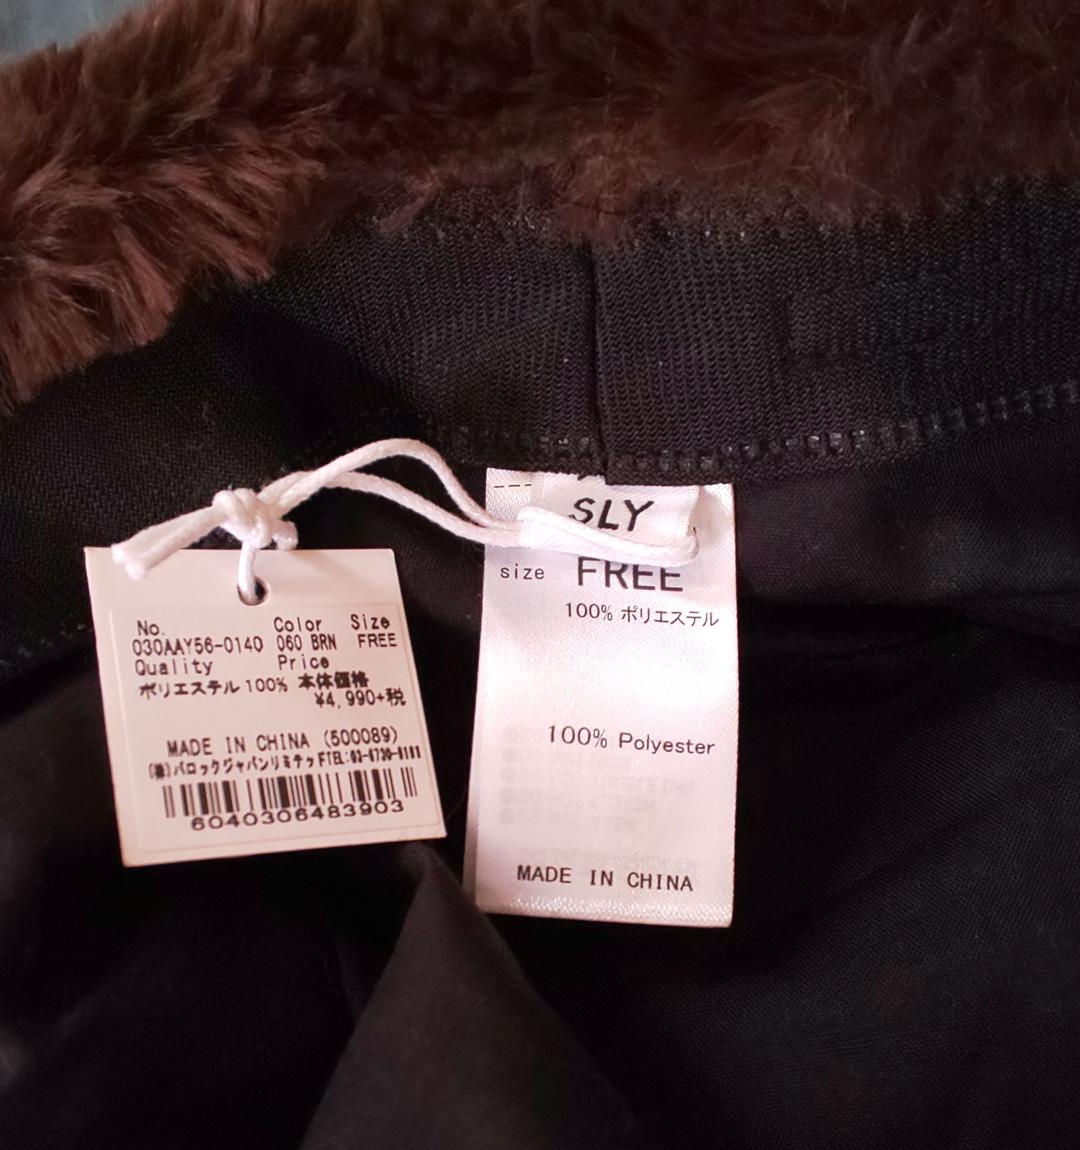 No. Color Size
030AAY56-0140 060 BRN FREE
Quality Price
ポリエステル 100% 本体価格
¥4,990+税
MADE IN CHINA (500089)
(株)バロックジャパンリミテッド TEL:03-6730-9191
6040306483903
SLY
size FREE
100% ポリエステル
100% Polyester
MADE IN CHINA